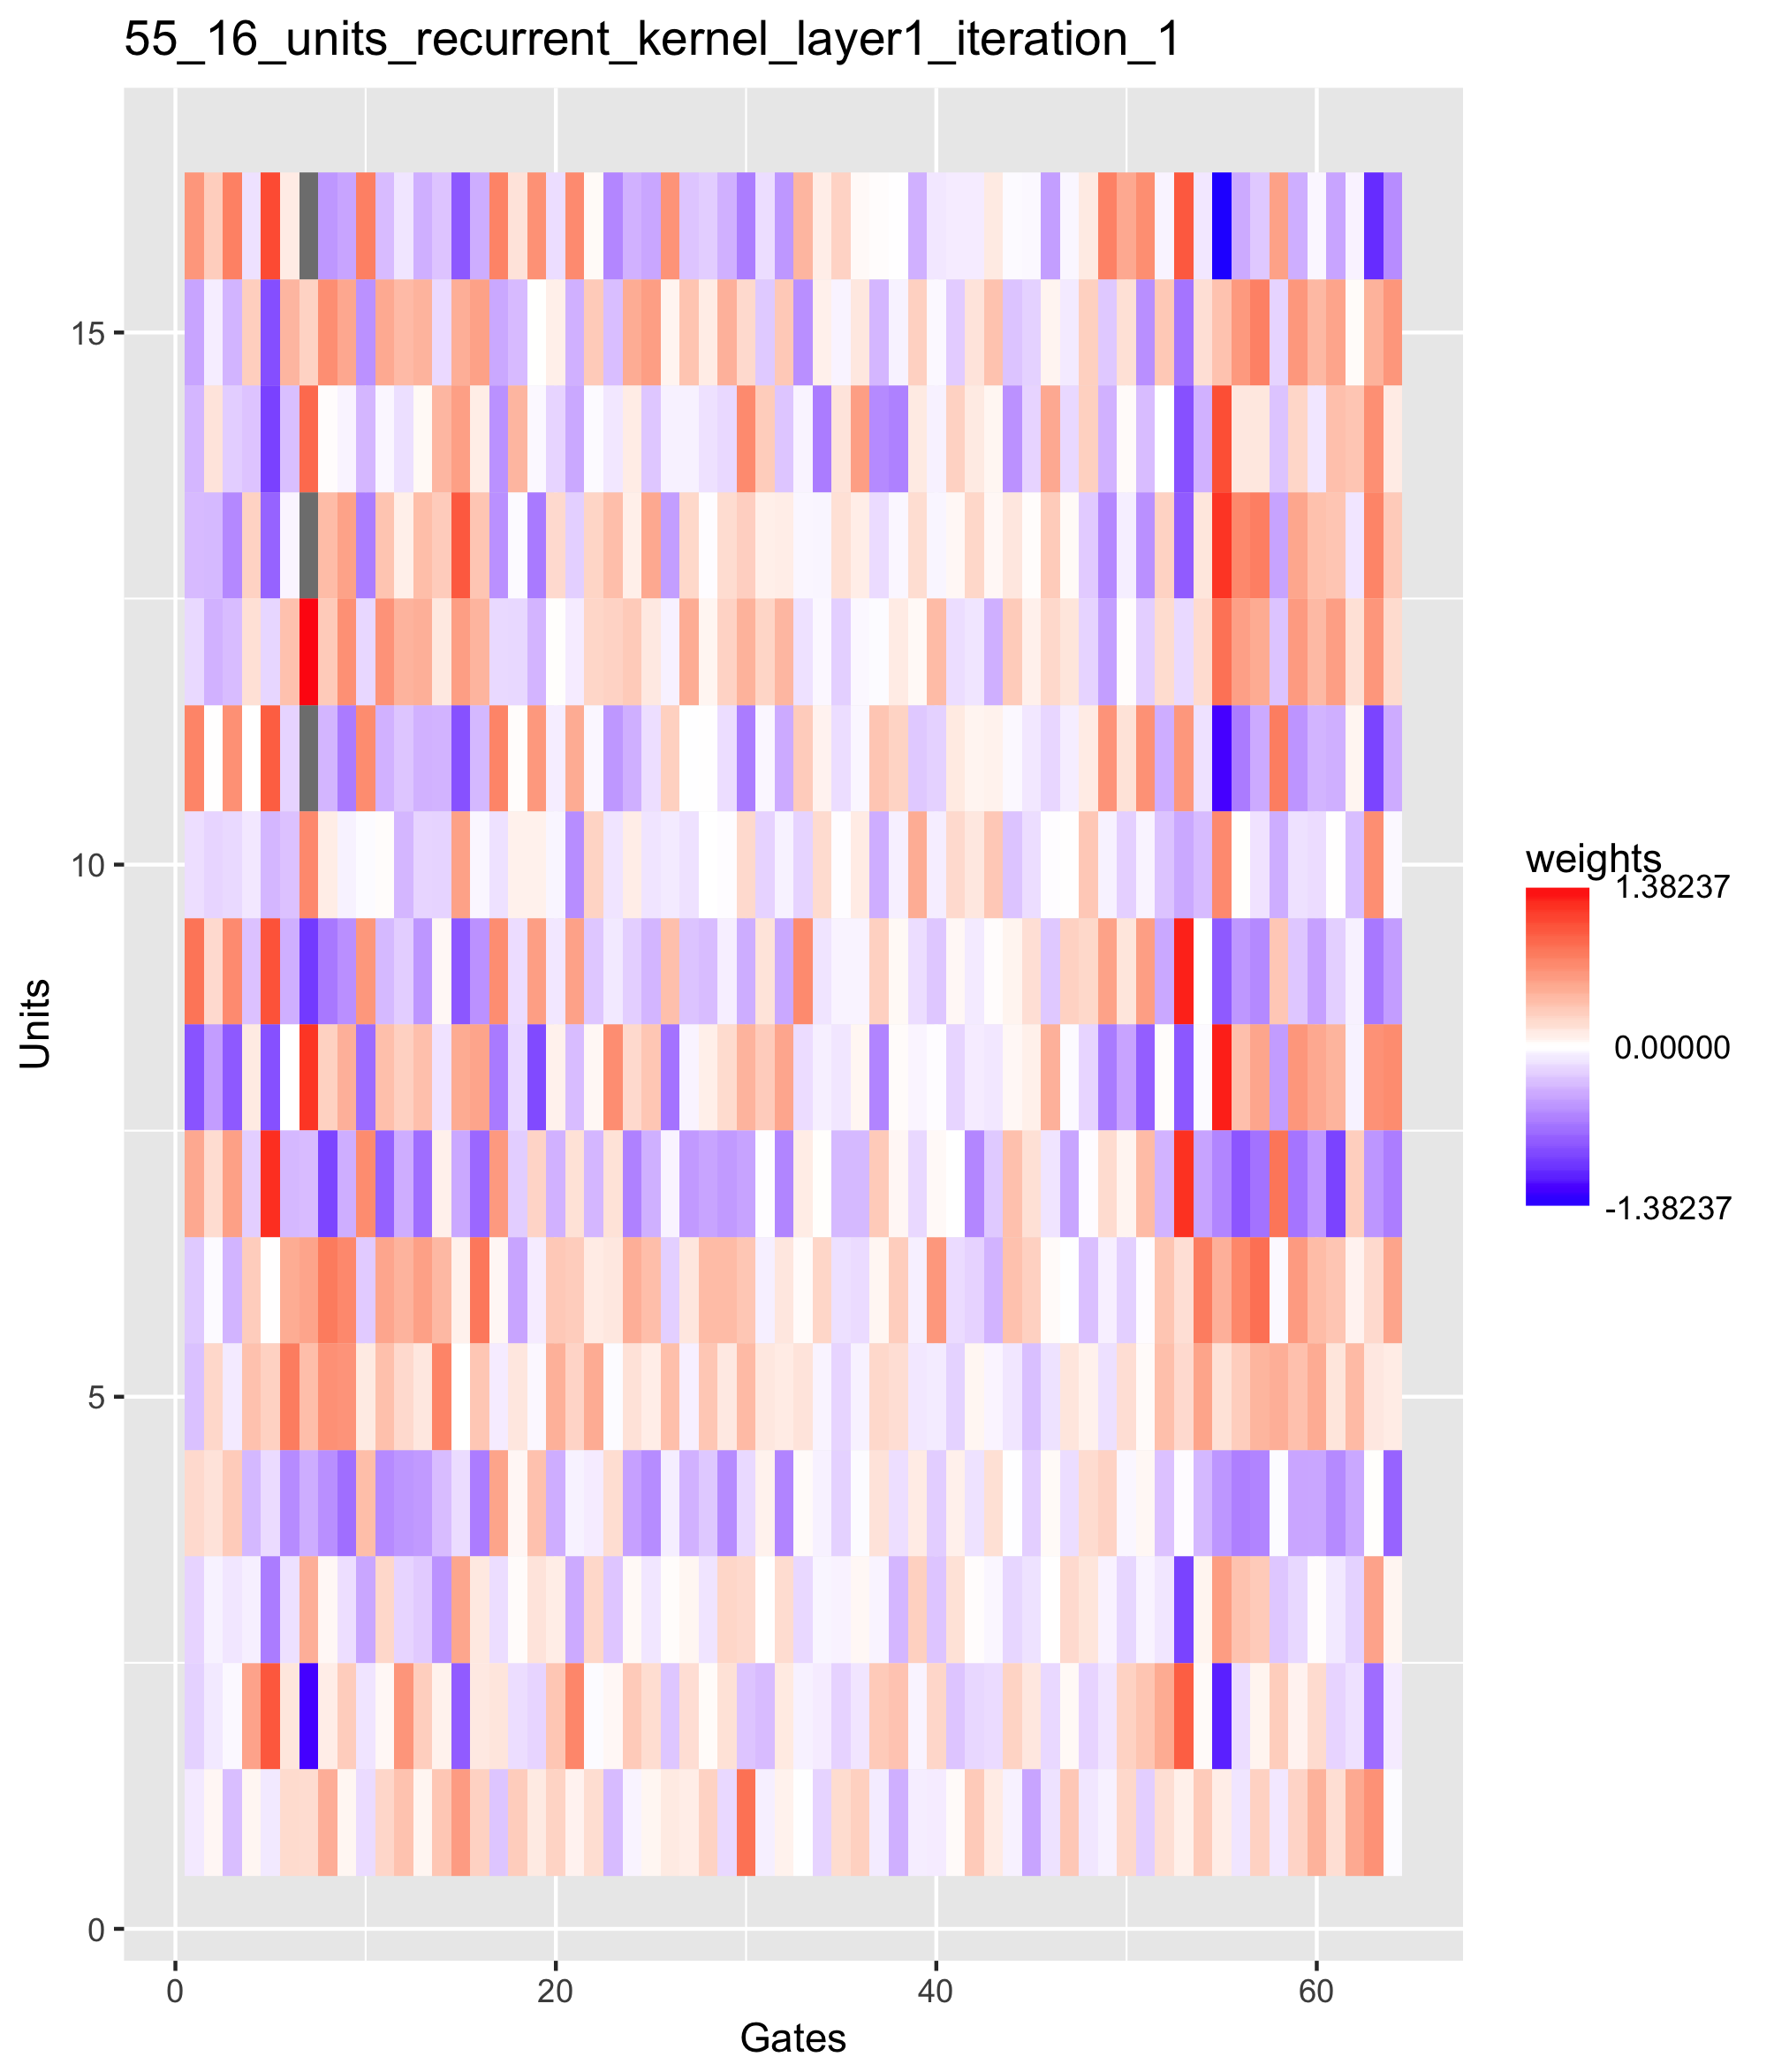 55_16_units_recurrent_kernel_layer1_iteration_1
15
10
5
0
Units
0
20
40
60
Gates
weights
1.38237
0.00000
-1.38237